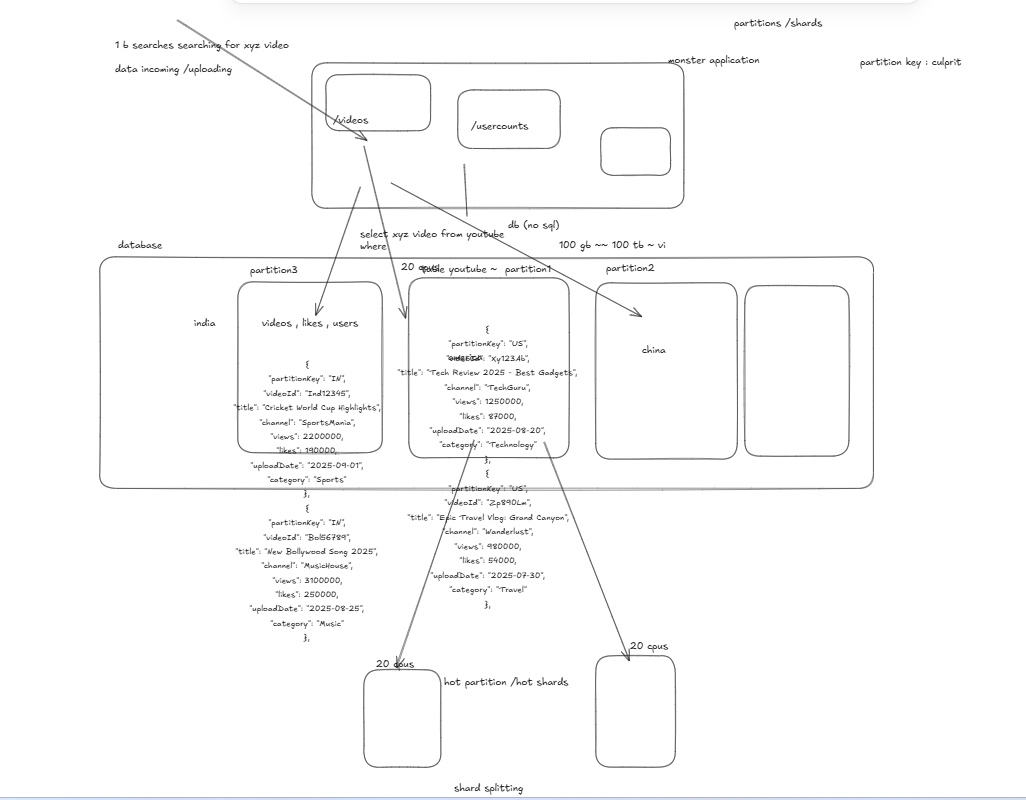 partitions /shards
1 b searches searching for xyz video
monster application
partition key : culprit
data incoming /uploading
/videos
/usercounts
db (no sql)
select xyz video from youtube
where
database
100 gb ~~ 100 tb ~ vi
partition3
20 cpus
table youtube ~ partition1
partition2
india
videos , likes , users
china
{
"partitionKey": "IN",
"videoId": "Ind12345",
"title": "Cricket World Cup Highlights",
"channel": "SportsMania",
"views": 2200000,
"likes": 190000,
"uploadDate": "2025-09-01",
"category": "Sports"
},
{
"partitionKey": "IN",
"videoId": "Bol56789",
"title": "New Bollywood Song 2025",
"channel": "MusicHouse",
"views": 3100000,
"likes": 250000,
"uploadDate": "2025-08-25",
"category": "Music"
},
{
"partitionKey": "US",
"videoId": "Xy123Ab",
"title": "Tech Review 2025 - Best Gadgets",
"channel": "TechGuru",
"views": 1250000,
"likes": 87000,
"uploadDate": "2025-08-20",
"category": "Technology"
},
{
"partitionKey": "US",
"videoId": "Zp890Lm",
"title": "Epic Travel Vlog: Grand Canyon",
"channel": "Wanderlust",
"views": 980000,
"likes": 54000,
"uploadDate": "2025-07-30",
"category": "Travel"
},
20 cpus
20 cpus
hot partition /hot shards
shard splitting